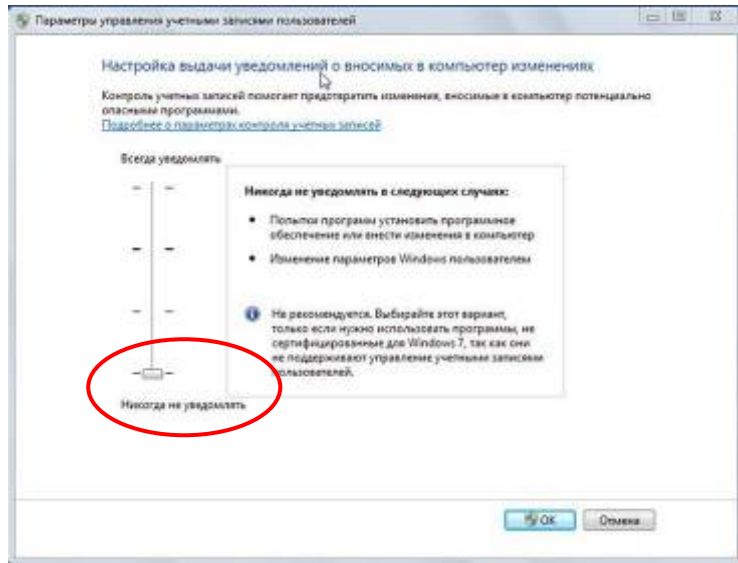 Параметры управления учетными записями пользователей
Настройка выдачи уведомлений о вносимых в компьютер изменениях
Контроль учетных записей помогает предотвратить изменения, вносимые в компьютер потенциально
опасными программами.
Подробнее о параметрах контроля учетных записей
Всегда уведомлять
Никогда не уведомлять в следующих случаях:
• Попытки программ установить программное
обеспечение или внести изменения в компьютер
• Изменение параметров Windows пользователем
Не рекомендуется. Выбирайте этот вариант,
только если нужно использовать программы, не
сертифицированные для Windows 7, так как они
не поддерживают управление учетными записями
пользователей.
Никогда не уведомлять
OK
Отмена